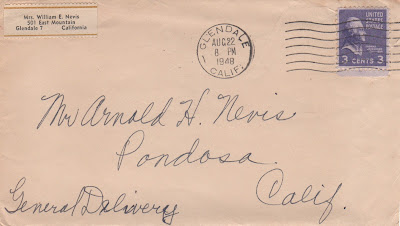 Mrs. William E. Nevis
501 East Mountain
Glendale 7 California
GLENDALE
1
AUG 22
8 PM
1948
CALIF.
UNITED
STATES
POSTAGE
3 CENTS 3
Mr Arnold H. Nevis
Pondosa
Calif.
General Delivery